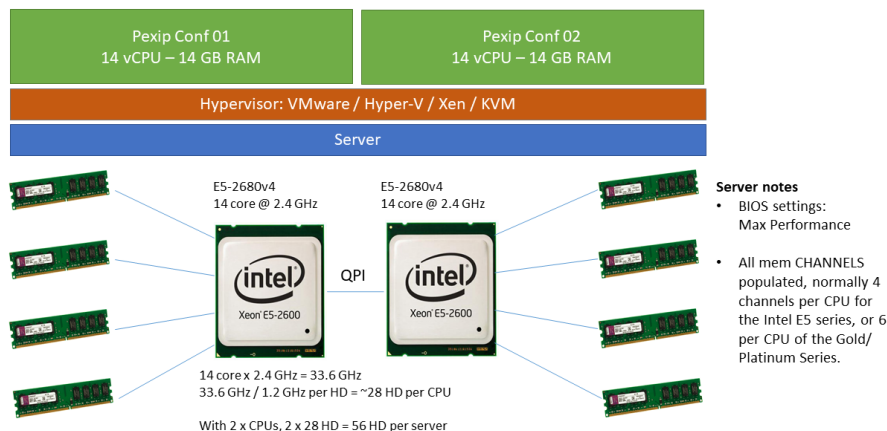 Pexip Conf 01
14 vCPU – 14 GB RAM
Pexip Conf 02
14 vCPU – 14 GB RAM
Hypervisor: VMware / Hyper-V / Xen / KVM
Server
E5-2680v4
14 core @ 2.4 GHz
E5-2680v4
14 core @ 2.4 GHz
intel
Xeon® E5-2600
QPI
intel
Xeon® E5-2600
14 core x 2.4 GHz = 33.6 GHz
33.6 GHz / 1.2 GHz per HD = ~28 HD per CPU
With 2 x CPUs, 2 x 28 HD = 56 HD per server
Server notes
• BIOS settings:
Max Performance
• All mem CHANNELS
populated, normally 4
channels per CPU for
the Intel E5 series, or 6
per CPU of the Gold/
Platinum Series.